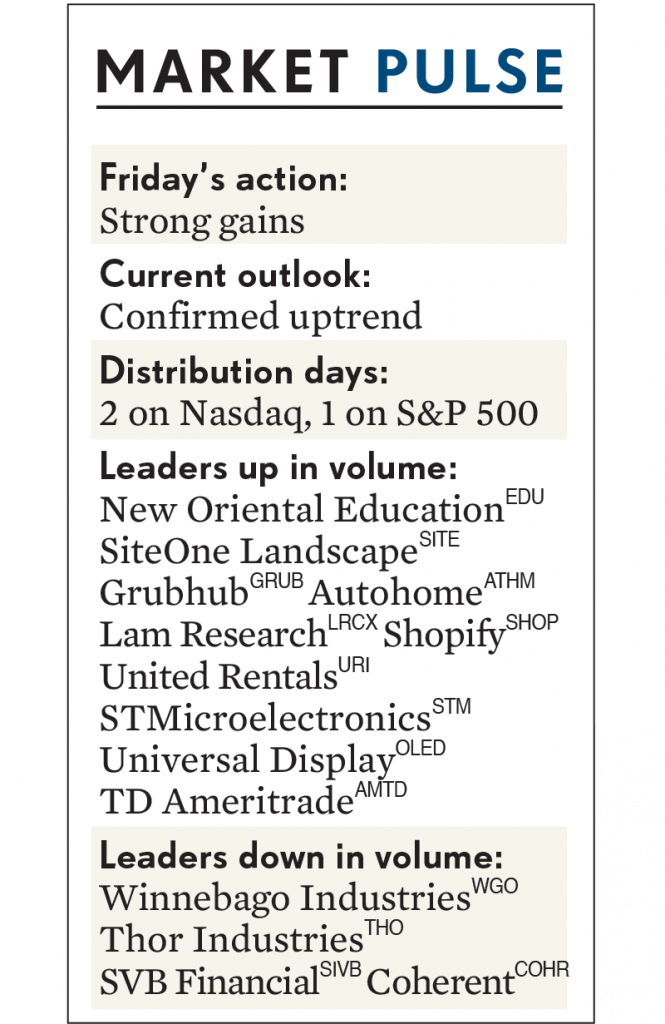 MARKET PULSE
Friday's action:
Strong gains
Current outlook:
Confirmed uptrend
Distribution days:
2 on Nasdaq, 1 on S&P 500
Leaders up in volume:
New Oriental Education EDU
SiteOne Landscape SITE
Grubhub GRUB Autohome ATHM
Lam Research LRCX Shopify SHOP
United Rentals URI
STMicroelectronics STM
Universal Display OLED
TD Ameritrade AMTD
Leaders down in volume:
Winnebago Industries WGO
Thor Industries THO
SVB Financial SIVB Coherent COHR